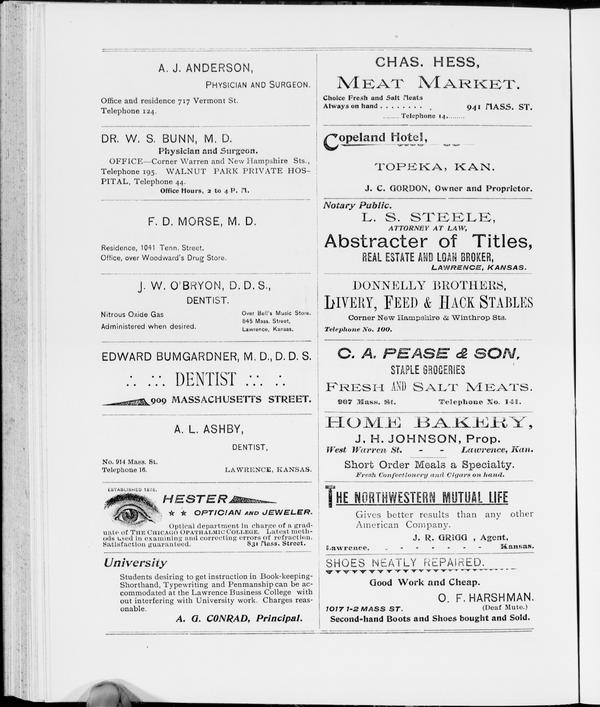 A. J. ANDERSON,
PHYSICIAN AND SURGEON.
Office and residence 717 Vermont St.
Telephone 124.
DR. W. S. BUNN, M. D.
Physician and Surgeon.
OFFICE—Corner Warren and New Hampshire Sts.,
Telephone 195. WALNUT PARK PRIVATE HOS-
PITAL, Telephone 44.
Office Hours, 2 to 4 P. M.
F. D. MORSE, M. D.
Residence, 1041 Tenn. Street.
Office, over Woodward's Drug Store.
J. W. O'BRYON, D. D. S.,
DENTIST.
Nitrous Oxide Gas
Administered when desired.
Over Bell's Music Store.
845 Mass. Street,
Lawrence, Kansas.
EDWARD BUMGARDNER, M. D., D. D. S.
DENTIST
909 MASSACHUSETTS STREET.
A. L. ASHBY,
DENTIST,
No. 914 Mass. St.
Telephone 16.
LAWRENCE, KANSAS.
ESTABLISHED 1875.
HESTER
★ ★ OPTICIAN AND JEWELER.
Optical department in charge of a grad-
uate of THE CHICAGO OPATHALMIC COLLEGE. Latest meth-
ods used in examining and correcting errors of refraction.
Satisfaction guaranteed. 831 Mass. Street.
University
Students desiring to get instruction in Book-keeping-
Shorthand, Typewriting and Penmanship can be ac-
commodated at the Lawrence Business College with
out interfering with University work. Charges reas-
onable.
A. G. CONRAD, Principal.
CHAS. HESS,
MEAT MARKET.
Choice Fresh and Salt Meats
Always on hand . . . . . . . . .
941 MASS. ST.
........ Telephone 14.........
Copeland Hotel,
TOPEKA, KAN.
J. C. GORDON, Owner and Proprietor.
Notary Public.
L. S. STEELE,
ATTORNEY AT LAW,
Abstracter of Titles,
REAL ESTATE AND LOAN BROKER,
LAWRENCE, KANSAS.
DONNELLY BROTHERS,
LIVERY, FEED & HACK STABLES
Corner New Hampshire & Winthrop Sts.
Telephone No. 100.
C. A. PEASE & SON,
STAPLE GROCERIES
FRESH AND SALT MEATS.
907 Mass. St. Telephone No. 141.
HOME BAKERY,
J. H. JOHNSON, Prop.
West Warren St. - - Lawrence, Kan.
Short Order Meals a Specialty.
Fresh Confectionery and Cigars on hand.
THE NORTHWESTERN MUTUAL LIFE
Gives better results than any other
American Company.
J. R. GRIGG , Agent,
Lawrence, - - - - - - - Kansas.
SHOES NEATLY REPAIRED.
Good Work and Cheap.
O. F. HARSHMAN.
1017 1-2 MASS ST. (Deaf Mute.)
Second-hand Boots and Shoes bought and Sold.